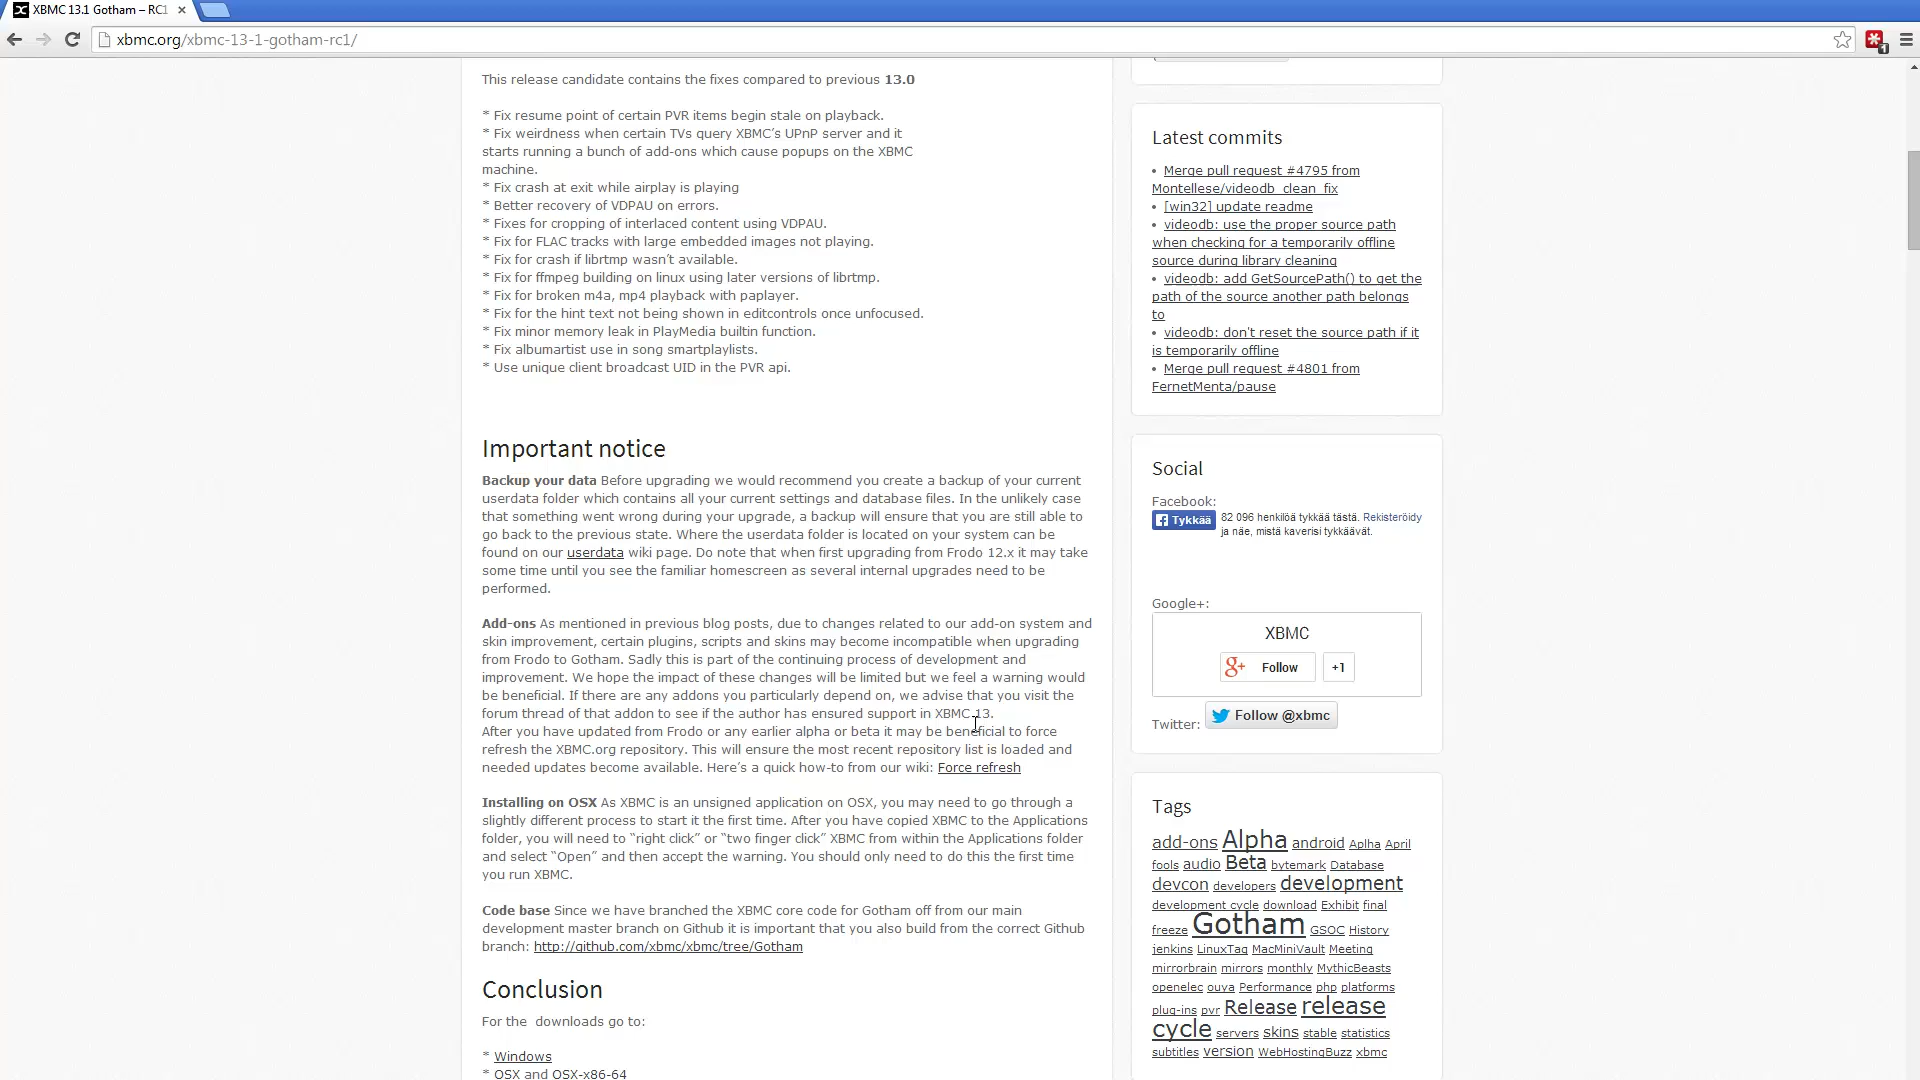 XBMC 13.1 Gotham – RC1
xbmc.org/xbmc-13-1-gotham-rc1/
1
This release candidate contains the fixes compared to previous 13.0
* Fix resume point of certain PVR items begin stale on playback.
* Fix weirdness when certain TVs query XBMC’s UPnP server and it
starts running a bunch of add-ons which cause popups on the XBMC
machine.
* Fix crash at exit while airplay is playing
* Better recovery of VDPAU on errors.
* Fixes for cropping of interlaced content using VDPAU.
* Fix for FLAC tracks with large embedded images not playing.
* Fix for crash if librtmp wasn’t available.
* Fix for ffmpeg building on linux using later versions of librtmp.
* Fix for broken m4a, mp4 playback with paplayer.
* Fix for the hint text not being shown in editcontrols once unfocused.
* Fix minor memory leak in PlayMedia builtin function.
* Fix albumartist use in song smartplaylists.
* Use unique client broadcast UID in the PVR api.
Important notice
Backup your data Before upgrading we would recommend you create a backup of your current
userdata folder which contains all your current settings and database files. In the unlikely case
that something went wrong during your upgrade, a backup will ensure that you are still able to
go back to the previous state. Where the userdata folder is located on your system can be
found on our userdata wiki page. Do note that when first upgrading from Frodo 12.x it may take
some time until you see the familiar homescreen as several internal upgrades need to be
performed.
Add-ons As mentioned in previous blog posts, due to changes related to our add-on system and
skin improvement, certain plugins, scripts and skins may become incompatible when upgrading
from Frodo to Gotham. Sadly this is part of the continuing process of development and
improvement. We hope the impact of these changes will be limited but we feel a warning would
be beneficial. If there are any addons you particularly depend on, we advise that you visit the
forum thread of that addon to see if the author has ensured support in XBMC 13.
After you have updated from Frodo or any earlier alpha or beta it may be beneficial to force
refresh the XBMC.org repository. This will ensure the most recent repository list is loaded and
needed updates become available. Here’s a quick how-to from our wiki: Force refresh
Installing on OSX As XBMC is an unsigned application on OSX, you may need to go through a
slightly different process to start it the first time. After you have copied XBMC to the Applications
folder, you will need to “right click” or “two finger click” XBMC from within the Applications folder
and select “Open” and then accept the warning. You should only need to do this the first time
you run XBMC.
Code base Since we have branched the XBMC core code for Gotham off from our main
development master branch on Github it is important that you also build from the correct Github
branch: http://github.com/xbmc/xbmc/tree/Gotham
Conclusion
For the  downloads go to:
* Windows
* OSX and OSX-x86-64
Latest commits
• Merge pull request #4795 from
Montellese/videodb_clean_fix
• [win32] update readme
• videodb: use the proper source path
when checking for a temporarily offline
source during library cleaning
• videodb: add GetSourcePath() to get the
path of the source another path belongs
to
• videodb: don't reset the source path if it
is temporarily offline
• Merge pull request #4801 from
FernetMenta/pause
Social
Facebook:
Tykkää 82 096 henkilöä tykkää tästä. Rekisteröidy
ja näe, mistä kaverisi tykkäävät.
Google+:
XBMC
g+ Follow +1
Twitter: Follow @xbmc
Tags
add-ons Alpha android Aplha April
fools audio Beta bytemark Database
devcon developers development
development cycle download Exhibit final
freeze Gotham GSOC History
jenkins LinuxTag MacMiniVault Meeting
mirrorbrain mirrors monthly MythicBeasts
openelec ouya Performance php platforms
plug-ins pvr Release release
cycle servers skins stable statistics
subtitles version WebHostingBuzz xbmc